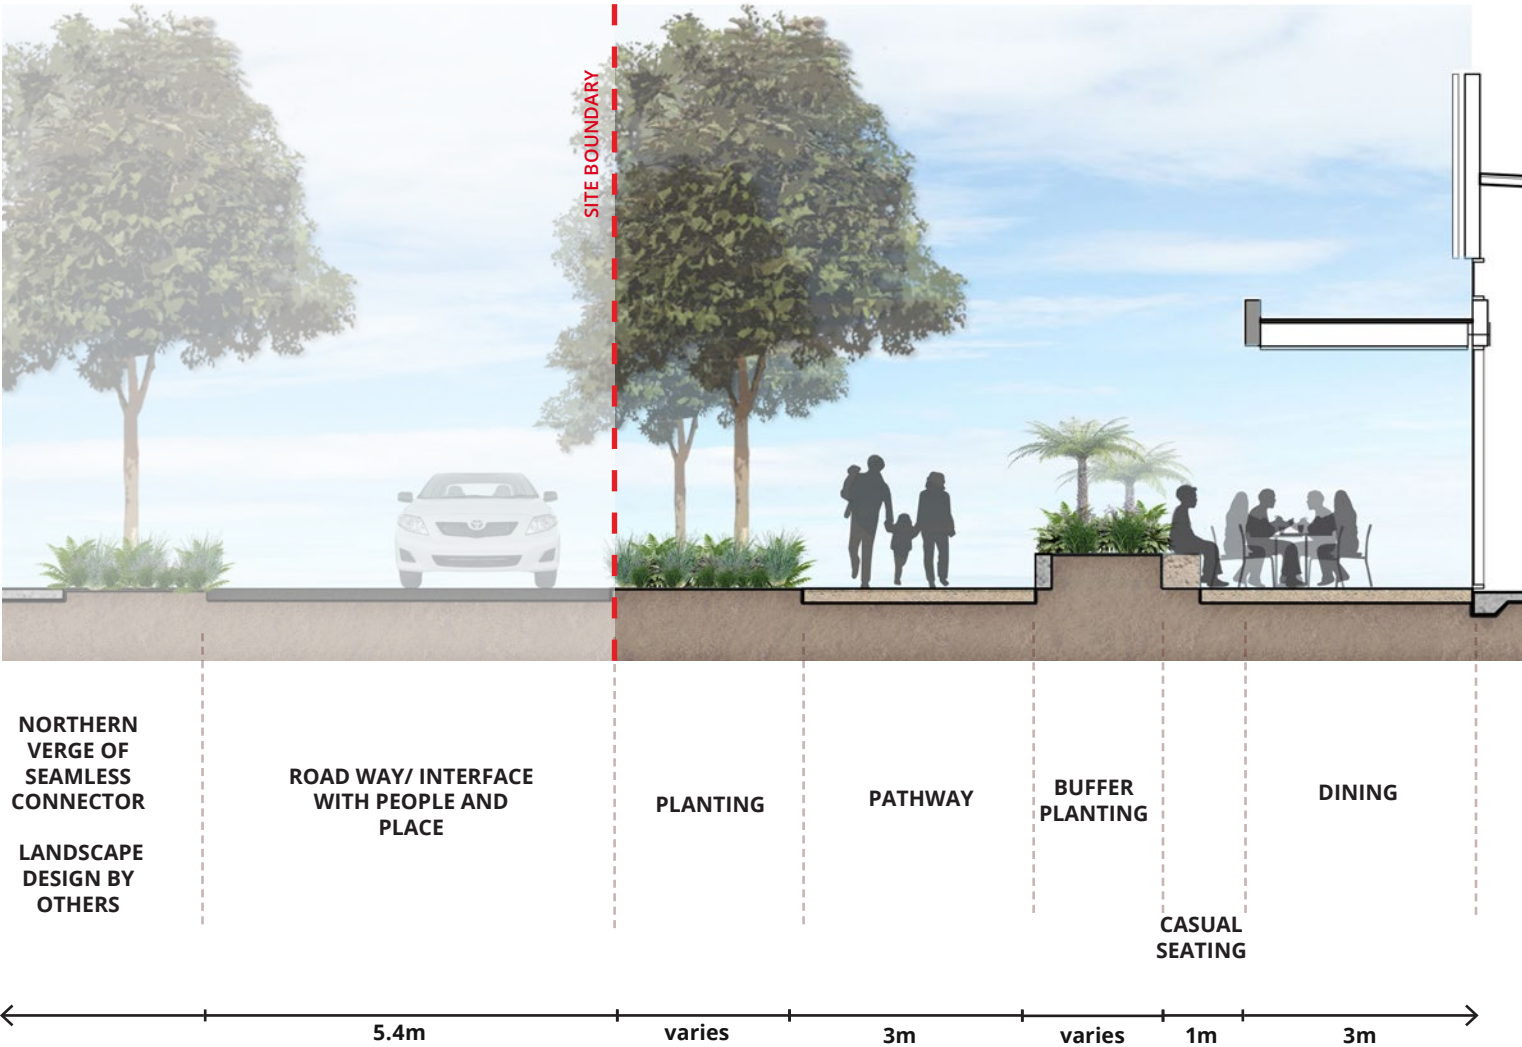 SITE BOUNDARY
NORTHERN
VERGE OF
SEAMLESS
CONNECTOR
LANDSCAPE
DESIGN BY
OTHERS
ROAD WAY/ INTERFACE
WITH PEOPLE AND
PLACE
PLANTING
PATHWAY
BUFFER
PLANTING
CASUAL
SEATING
DINING
5.4m
varies
3m
varies
1m
3m